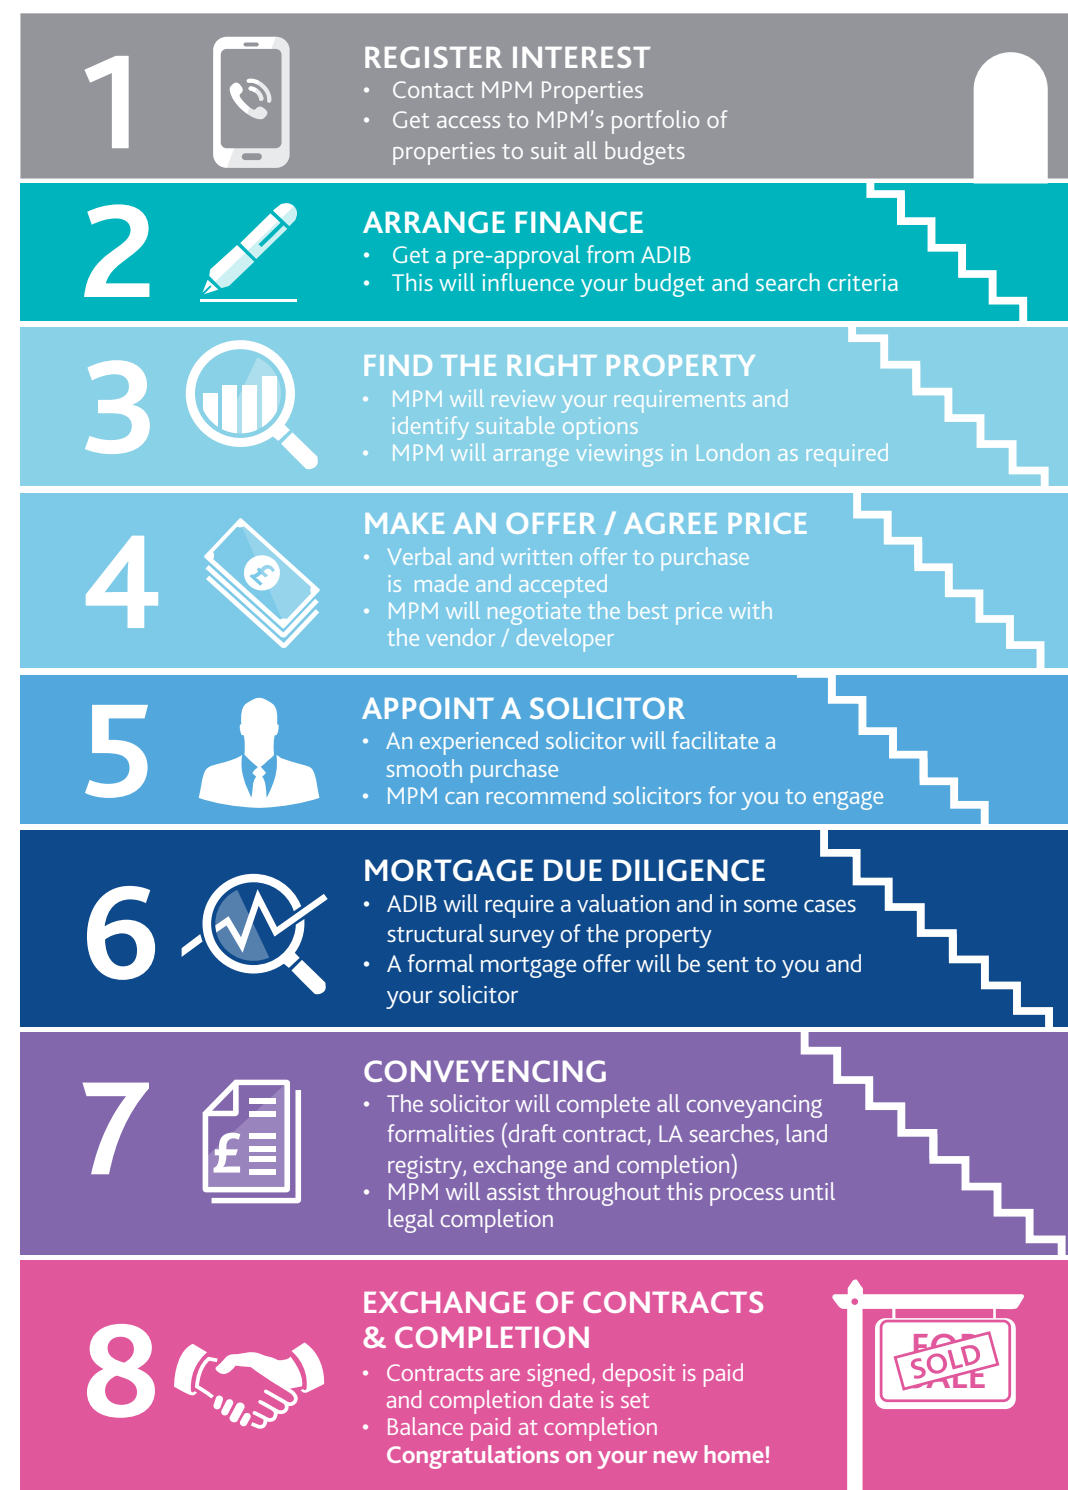 1
REGISTER INTEREST
• Contact MPM Properties
• Get access to MPM's portfolio of
properties to suit all budgets
2
ARRANGE FINANCE
• Get a pre-approval from ADIB
• This will influence your budget and search criteria
3
FIND THE RIGHT PROPERTY
• MPM will review your requirements and
identify suitable options
• MPM will arrange viewings in London as required
4
£
MAKE AN OFFER / AGREE PRICE
• Verbal and written offer to purchase
is made and accepted
• MPM will negotiate the best price with
the vendor / developer
5
APPOINT A SOLICITOR
• An experienced solicitor will facilitate a
smooth purchase
• MPM can recommend solicitors for you to engage
6
MORTGAGE DUE DILIGENCE
• ADIB will require a valuation and in some cases
structural survey of the property
• A formal mortgage offer will be sent to you and
your solicitor
7
£
CONVEYENCING
• The solicitor will complete all conveyancing
formalities (draft contract, LA searches, land
registry, exchange and completion)
• MPM will assist throughout this process until
legal completion
8
EXCHANGE OF CONTRACTS
& COMPLETION
• Contracts are signed, deposit is paid
and completion date is set
• Balance paid at completion
Congratulations on your new home!
FOR
SOLD
SALE